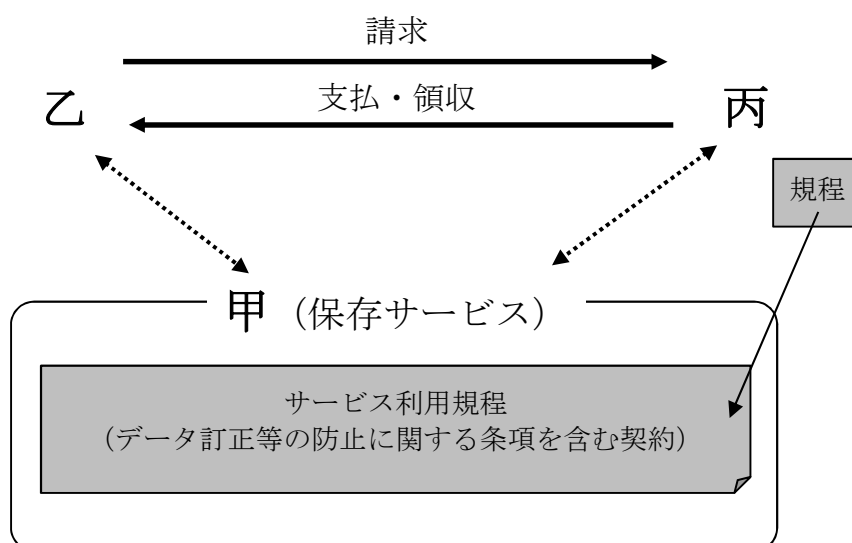 請求
支払・領収
乙
丙
規程
甲（保存サービス）
サービス利用規程
（データ訂正等の防止に関する条項を含む契約）